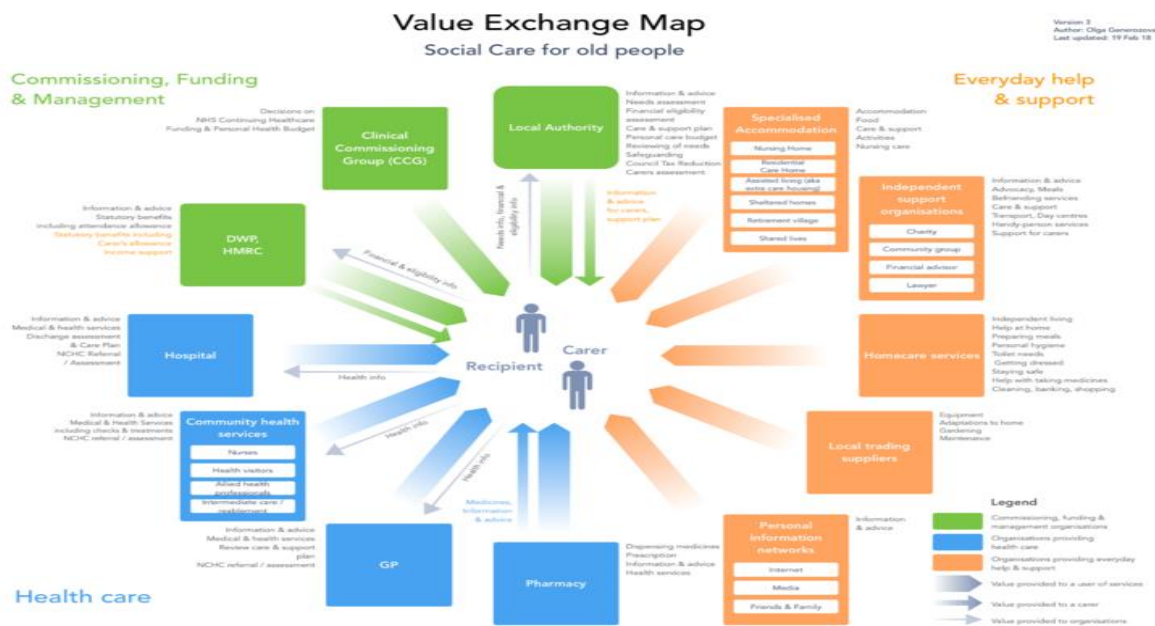 Value Exchange Map
Social Care for old people
Version 3
Author: Olga Generozova
Last updated: 19 Feb 18
Commissioning, Funding
& Management
Everyday help
& support
Decisions on
NHS Continuing Healthcare
Funding & Personal Health Budget
Clinical
Commissioning
Group (CCG)
Local Authority
Information & advice
Needs assessment
Financial eligibility
assessment
Care & support plan
Personal care budget
Reviewing of needs
Safeguarding
Council Tax Reduction
Carers assessment
Specialised
Accommodation
Nursing Home
Residential
Care Home
Assisted living (aka
extra care housing)
Sheltered homes
Retirement village
Shared lives
Accommodation
Food
Care & support
Activities
Nursing care
Independent
support
organisations
Charity
Community group
Financial advisor
Lawyer
Information & advice
Advocacy, Meals
Befriending services
Care & support
Transport, Day centres
Handy-person services
Support for carers
Information & advice
Statutory benefits
including attendance allowance
Statutory benefits including
Carer's allowance
Income support
DWP,
HMRC
Financial & eligibility info
Needs info, financial &
eligibility info
Information
& advice
for carers,
support plan
Information & advice
Medical & health services
Discharge assessment
& Care Plan
NCHC Referral
/ Assessment
Hospital
Health info
Recipient
Carer
Homecare services
Independent living
Help at home
Preparing meals
Personal hygiene
Toilet needs
Getting dressed
Staying safe
Help with taking medicines
Cleaning, banking, shopping
Information & advice
Medical & Health Services
including checks & treatments
NCHC referral / assessment
Community health
services
Nurses
Health visitors
Allied health
professionals
Intermediate care /
reablement
Health info
Local trading
suppliers
Equipment
Adaptations to home
Gardening
Maintenance
Information & advice
Medical & health services
Review care & support
plan
NCHC referral / assessment
GP
Health info
Medicines,
Information
& advice
Pharmacy
Dispensing medicines
Prescription
Information & advice
Health services
Personal
information
networks
Internet
Media
Friends & Family
Information
& advice
Health care
Legend
Commissioning, funding &
management organisations
Organisations providing
health care
Organisations providing everyday
help & support
Value provided to a user of services
Value provided to a carer
Value provided to organisations